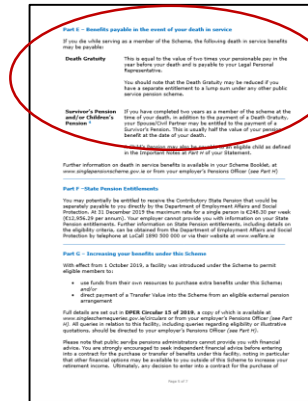 Part E – Benefits payable in the event of your death in service
If you die while serving as a member of the Scheme, the following death in service benefits
may be payable:
Death Gratuity
This is equal to the value of two times your pensionable pay in the
year before your death and is payable to your Legal Personal
Representative.
You should note that the Death Gratuity may be reduced if you
have a separate entitlement to a lump sum under any other public
service pension scheme.
Survivor's Pension
and/or Children's
Pension *
If you have completed two years as a member of the scheme at the
time of your death, in addition to the payment of a Death Gratuity,
your Spouse/Civil Partner may be entitled to the payment of a
Survivor's Pension. This is usually half the value of your pension
benefit at the date of your death.
A Child's Pension may also be payable to an eligible child as defined
in the Important Notes at Part H of your Statement.
Further information on death in service benefits is available in your Scheme Booklet, at
www.singlepensionscheme.gov.ie or from your employer's Pensions Officer (see Part H)
Part F –State Pension Entitlements
You may potentially be entitled to receive the Contributory State Pension that would be
separately payable to you directly by the Department of Employment Affairs and Social
Protection. At 31 December 2019 the maximum rate for a single person is €248.30 per week
(€12,956.29 per annum). Your employer cannot provide you with information on your State
Pension entitlements. Further information on State Pension entitlements, including details on
the eligibility criteria, can be obtained from the Department of Employment Affairs and Social
Protection by telephone at LoCall 1890 500 000 or via their website at www.welfare.ie
Part G – Increasing your benefits under this Scheme
With effect from 1 October 2019, a facility was introduced under the Scheme to permit
eligible members to:
• use funds from their own resources to purchase extra benefits under this Scheme;
and/or
• direct payment of a Transfer Value into the Scheme from an eligible external pension
arrangement
Full details are set out in DPER Circular 15 of 2019, a copy of which is available at
www.singleschemequeries.gov.ie/circulars or from your employer's Pensions Officer (see Part
H). All queries in relation to this facility, including queries regarding eligibility or illustrative
quotations, should be directed to your employer's Pensions Officer (see Part H).
Please note that public service pensions administrators cannot provide you with financial
advice. You are strongly encouraged to seek independent financial advice before entering
into a contract for the purchase or transfer of benefits under this facility, noting in particular
that other financial options may be available to you outside of this Scheme to increase your
retirement income. Ultimately, any decision to enter into a contract for the purchase of